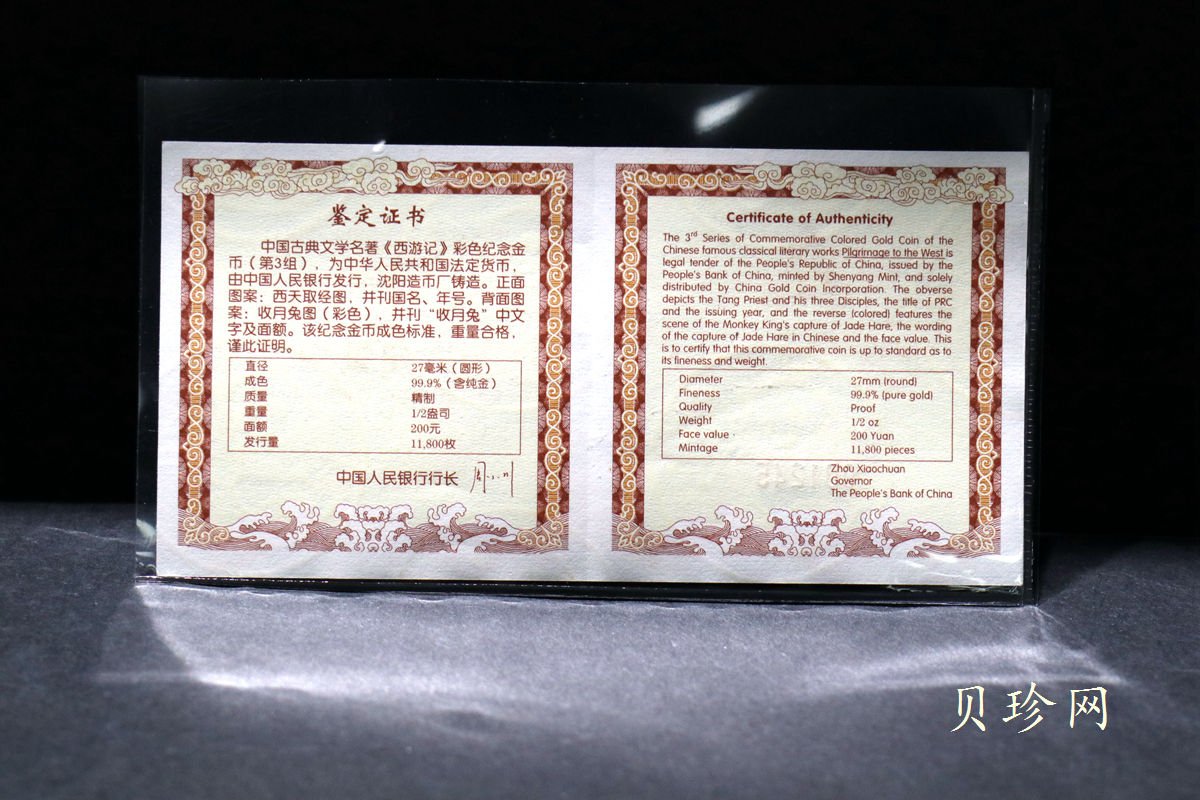 鉴定证书
中国古典文学名著《西游记》彩色纪念金
币（第3组），为中华人民共和国法定货币，
由中国人民银行发行，沈阳造币厂铸造。正面
图案：西天取经图，并刊国名、年号。背面图
案：收月兔图（彩色），并刊“收月兔”中文
字及面额。该纪念金币成色标准，重量合格，
谨此证明。
直径 27毫米（圆形）
成色 99.9%（含纯金）
质量 精制
重量 1/2盎司
面额 200元
发行量 11,800枚
中国人民银行行长
Certificate of Authenticity
The 3rd Series of Commemorative Colored Gold Coin of the
Chinese famous classical literary works Pilgrimage to the West is
legal tender of the People's Republic of China, issued by the
People's Bank of China, minted by Shenyang Mint, and solely
distributed by China Gold Coin Incorporation. The obverse
depicts the Tang Priest and his three Disciples, the title of PRC
and the issuing year, and the reverse (colored) features the
scene of the Monkey King's capture of Jade Hare, the wording
of the capture of Jade Hare in Chinese and the face value. This
is to certify that this commemorative coin is up to standard as to
its fineness and weight.
Diameter 27mm (round)
Fineness 99.9% (pure gold)
Quality Proof
Weight 1/2 oz
Face value 200 Yuan
Mintage 11,800 pieces
Zhou Xiaochuan
Governor
The People's Bank of China
贝珍网